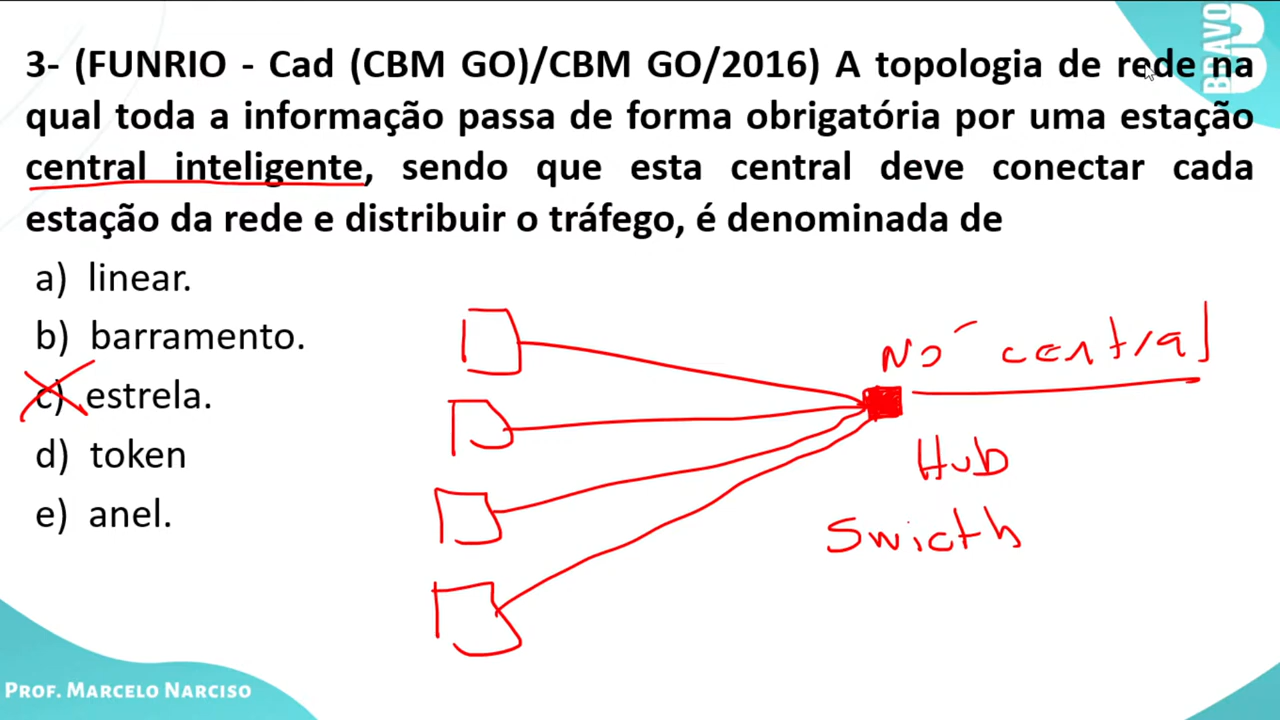 3- (FUNRIO - Cad (CBM GO)/CBM GO/2016) A topologia de rede na
qual toda a informação passa de forma obrigatória por uma estação
central inteligente, sendo que esta central deve conectar cada
estação da rede e distribuir o tráfego, é denominada de
a) linear.
b) barramento.
c) estrela.
d) token
e) anel.
Nó central
Hub
Swicth
BRAVO
PROF. MARCELO NARCISO